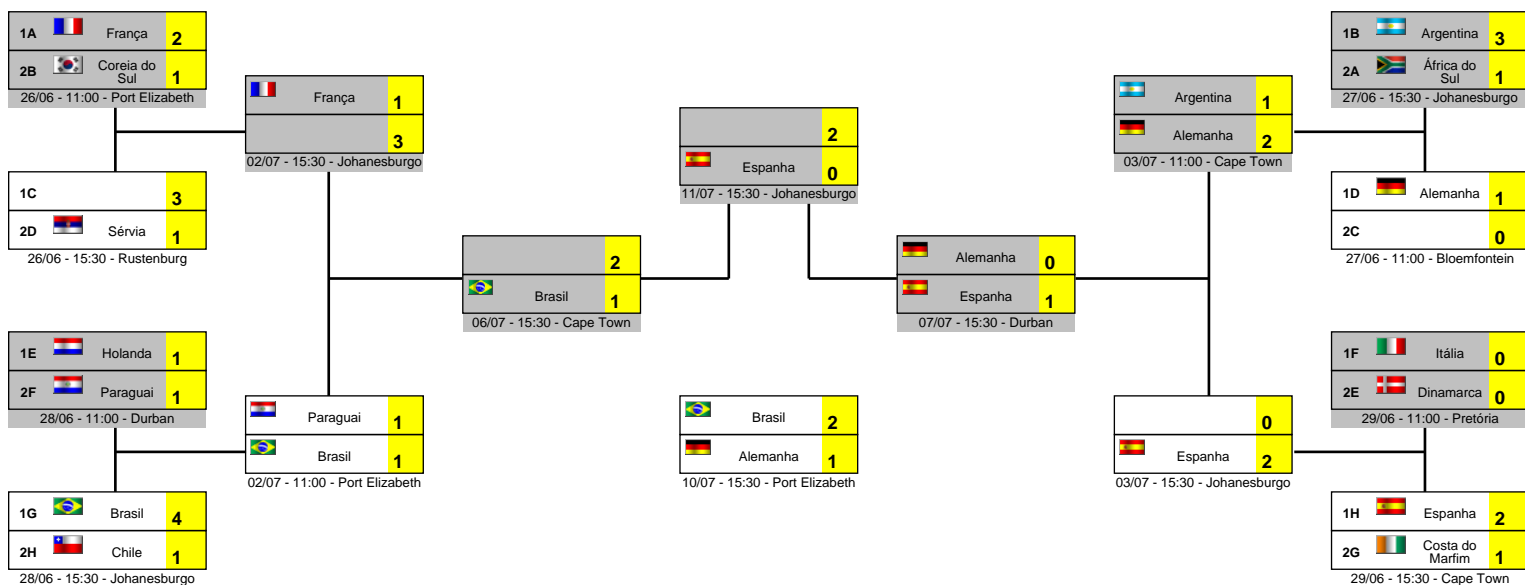 1A França 2
2B Coreia do Sul 1
26/06 - 11:00 - Port Elizabeth
1C 3
2D Sérvia 1
26/06 - 15:30 - Rustenburg
1E Holanda 1
2F Paraguai 1
28/06 - 11:00 - Durban
1G Brasil 4
2H Chile 1
28/06 - 15:30 - Johanesburgo
França 1
3
02/07 - 15:30 - Johanesburgo
Paraguai 1
Brasil 1
02/07 - 11:00 - Port Elizabeth
2
Brasil 1
06/07 - 15:30 - Cape Town
2
Espanha 0
11/07 - 15:30 - Johanesburgo
Brasil 2
Alemanha 1
10/07 - 15:30 - Port Elizabeth
Alemanha 0
Espanha 1
07/07 - 15:30 - Durban
Argentina 1
Alemanha 2
03/07 - 11:00 - Cape Town
0
Espanha 2
03/07 - 15:30 - Johanesburgo
1B Argentina 3
2A África do Sul 1
27/06 - 15:30 - Johanesburgo
1D Alemanha 1
2C 0
27/06 - 11:00 - Bloemfontein
1F Itália 0
2E Dinamarca 0
29/06 - 11:00 - Pretória
1H Espanha 2
2G Costa do Marfim 1
29/06 - 15:30 - Cape Town